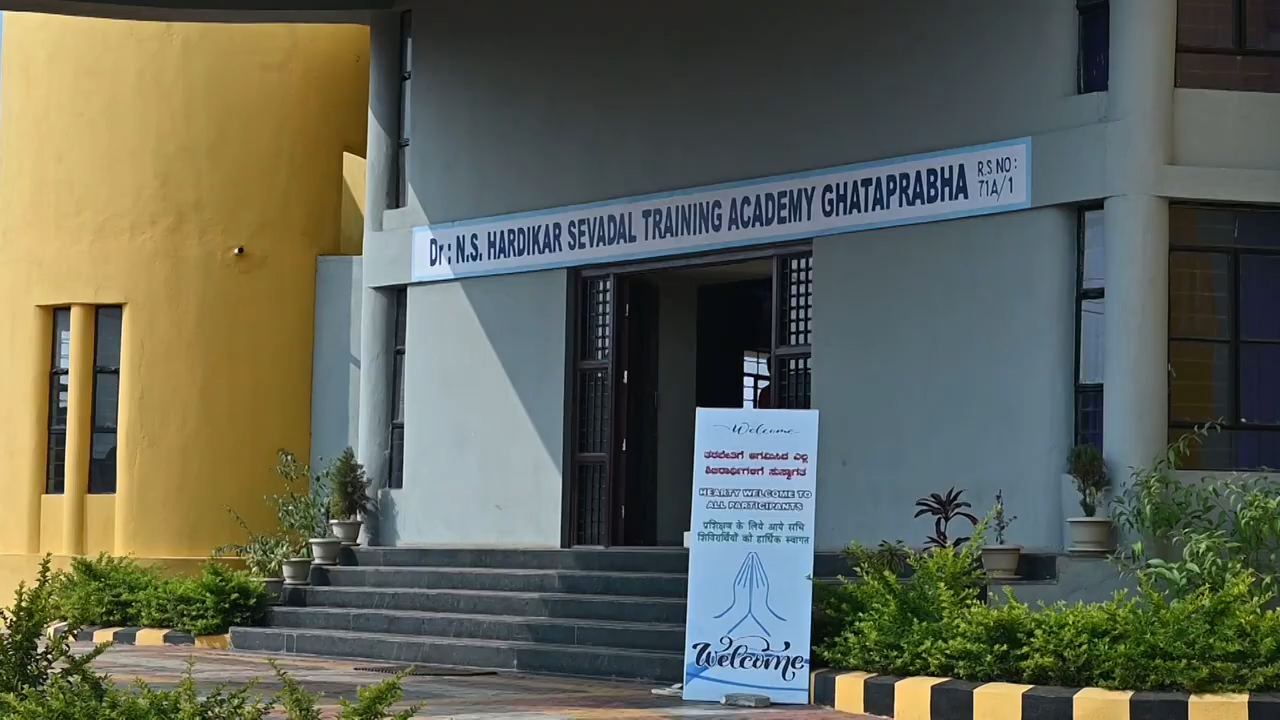 Dr : N.S. HARDIKAR SEVADAL TRAINING ACADEMY GHATAPRABHA
R.S NO :
71A/1
Welcome
ತರಬೇತಿಗೆ ಆಗಮಿಸಿದ ಎಲ್ಲ
ಶಿಬಿರಾರ್ಥಿಗಳಿಗೆ ಸುಸ್ವಾಗತ
HEARTY WELCOME TO
ALL PARTICIPANTS
प्रशिक्षण के लिये आये सभि
शिविरार्थियों को हार्धिक स्वागत
Welcome